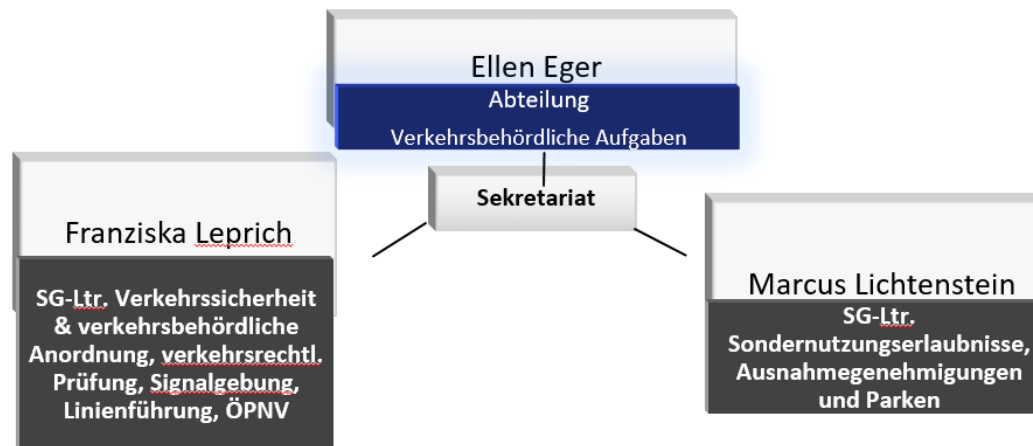 Ellen Eger
Abteilung
Verkehrsbehördliche Aufgaben
Sekretariat
Franziska Leprich
SG-Ltr. Verkehrssicherheit
& verkehrsbehördliche
Anordnung, verkehrsrechtl.
Prüfung, Signalgebung,
Linienführung, ÖPNV
Marcus Lichtenstein
SG-Ltr.
Sondernutzungserlaubnisse,
Ausnahmegenehmigungen
und Parken